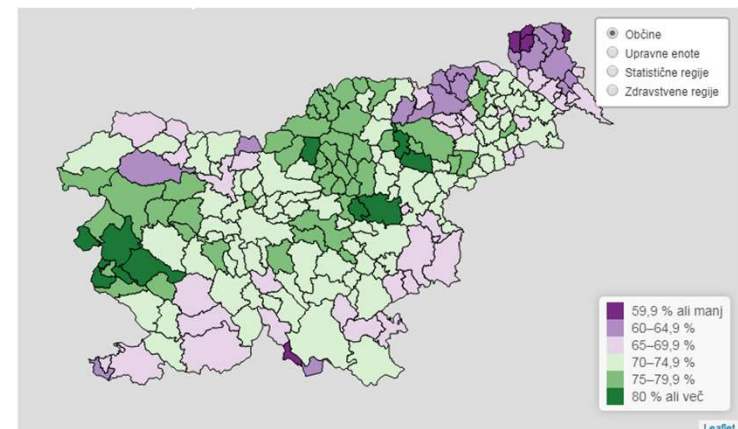 Občine
Upravne enote
Statistične regije
Zdravstvene regije
59,9 % ali manj
60–64,9 %
65–69,9 %
70–74,9 %
75–79,9 %
80 % ali več
Leaflet